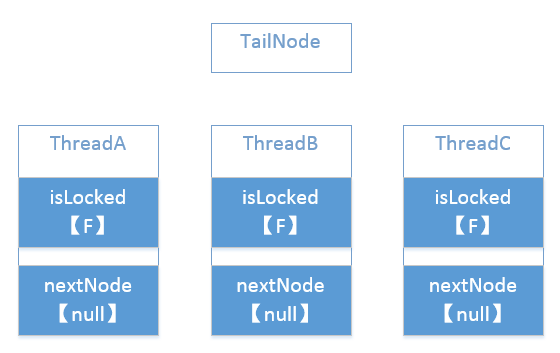 TailNode
ThreadA
isLocked
【F】
nextNode
【null】
ThreadB
isLocked
【F】
nextNode
【null】
ThreadC
isLocked
【F】
nextNode
【null】